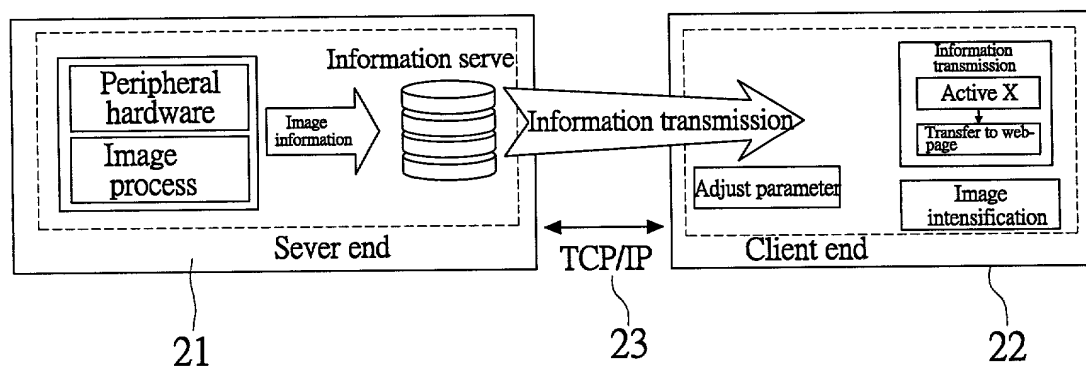 Peripheral
hardware
Image
process
Image
information
Information serve
Information transmission
Sever end
TCP/IP
Information
transmission
Active X
Transfer to web-
page
Adjust parameter
Image
intensification
Client end
21
23
22